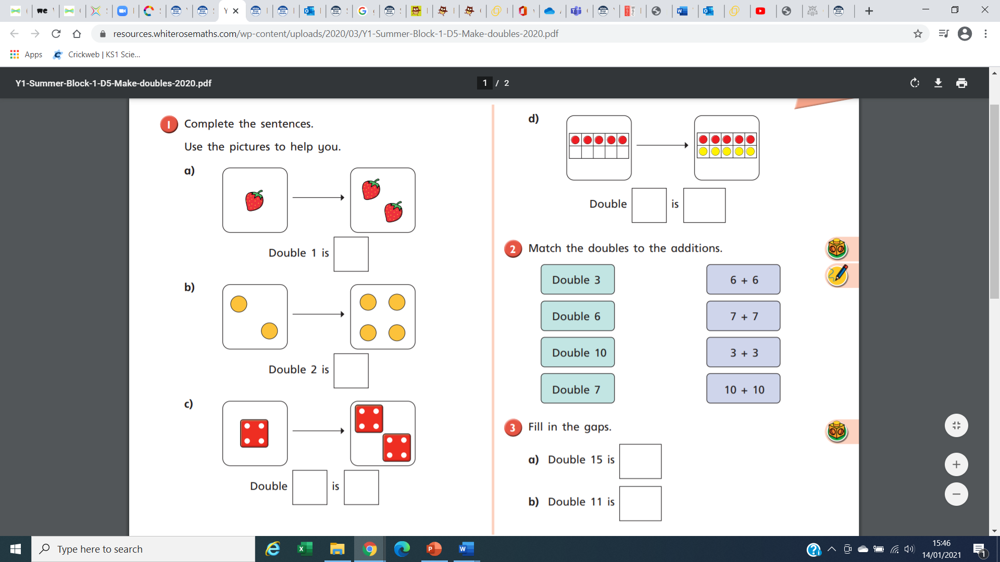 resources.whiterosemaths.com/wp-content/uploads/2020/03/Y1-Summer-Block-1-D5-Make-doubles-2020.pdf
Apps
Crickweb | KS1 Scie...
Y1-Summer-Block-1-D5-Make-doubles-2020.pdf
1 / 2
1 Complete the sentences.
Use the pictures to help you.
a)
Double 1 is
b)
Double 2 is
c)
Double is
d)
Double is
2 Match the doubles to the additions.
Double 3
6 + 6
Double 6
7 + 7
Double 10
3 + 3
Double 7
10 + 10
3 Fill in the gaps.
a) Double 15 is
b) Double 11 is
Type here to search
15:46
14/01/2021
1